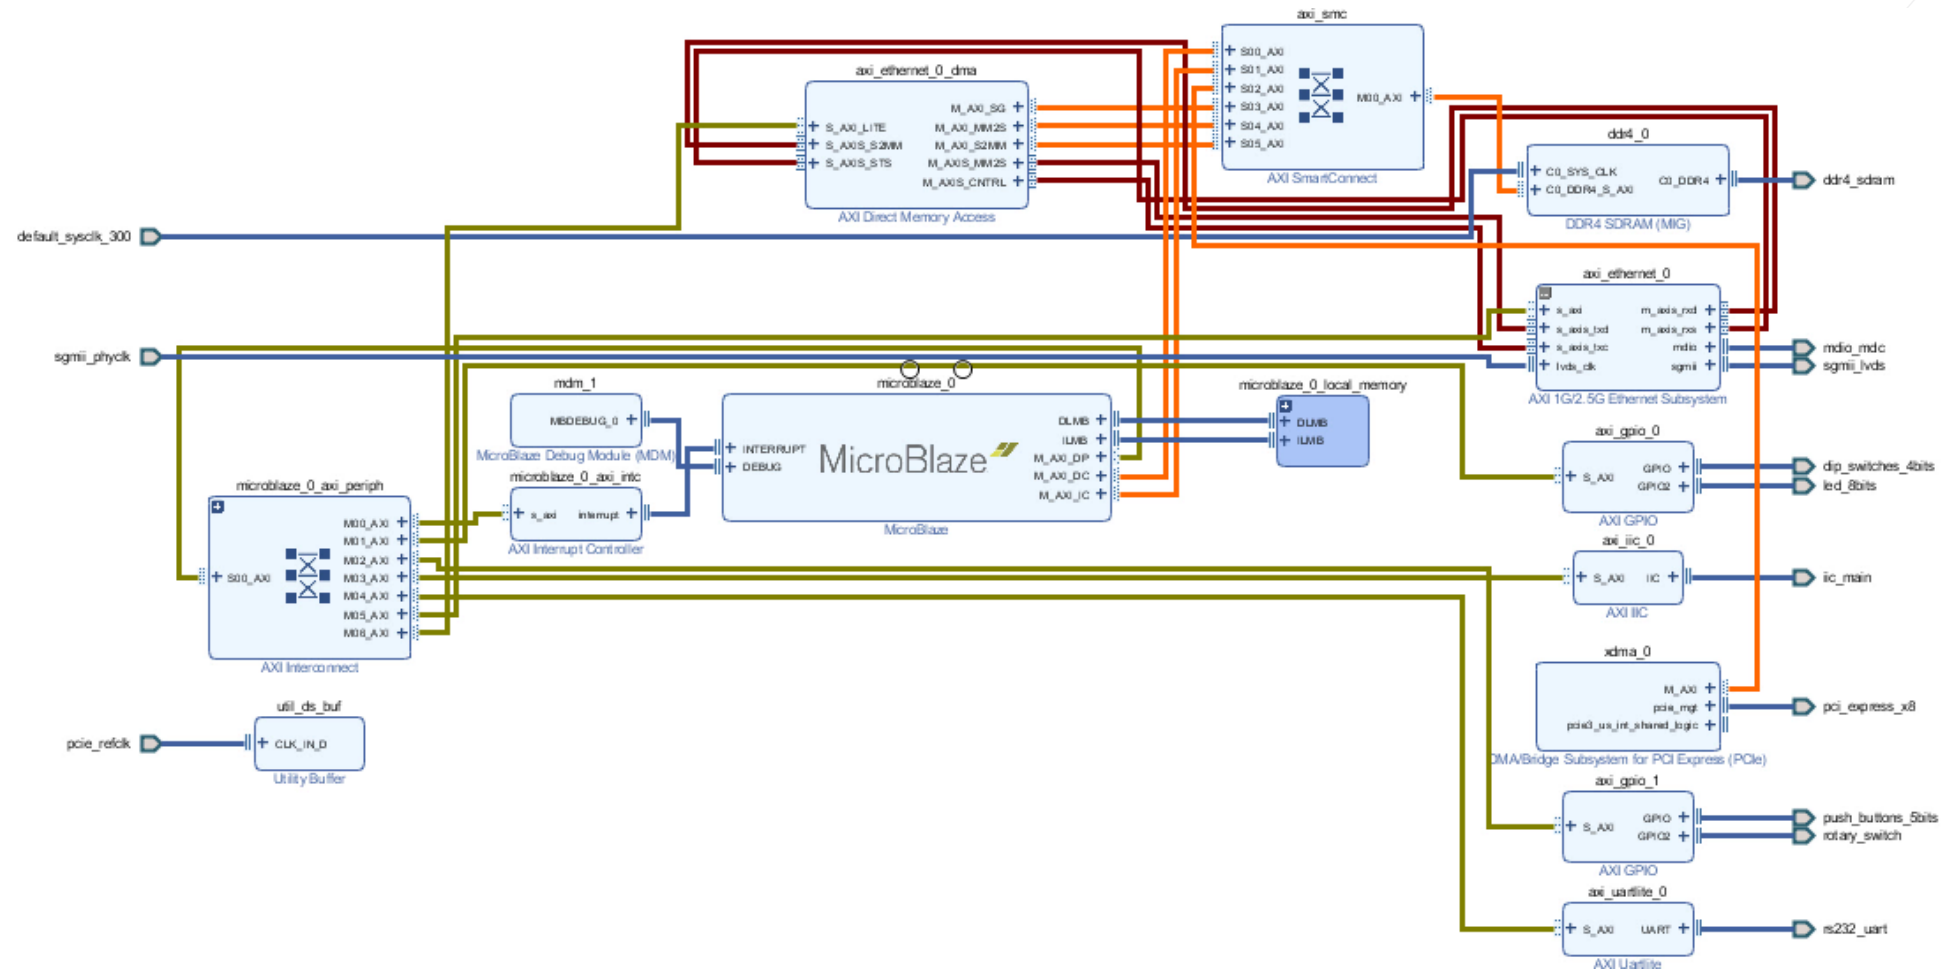 axi_smc
S00_AXI
S01_AXI
S02_AXI
S03_AXI
S04_AXI
S05_AXI
M00_AXI
AXI SmartConnect
axi_ethernet_0_dma
S_AXI_LITE
S_AXIS_S2MM
S_AXIS_STS
M_AXI_SG
M_AXI_MM2S
M_AXI_S2MM
M_AXIS_MM2S
M_AXIS_CNTRL
AXI Direct Memory Access
ddr4_0
C0_SYS_CLK
C0_DDR4_S_AXI
C0_DDR4
DDR4 SDRAM (MIG)
ddr4_sdram
default_sysclk_300
axi_ethernet_0
s_axi
s_axis_txd
s_axis_txc
lvds_clk
m_axis_rxd
m_axis_rxs
mdio
sgmii
AXI 1G/2.5G Ethernet Subsystem
mdio_mdc
sgmii_lvds
sgmii_phyclk
mdm_1
MBDEBUG_0
MicroBlaze Debug Module (MDM)
microblaze_0
INTERRUPT
DEBUG
MicroBlaze
DLMB
ILMB
M_AXI_DP
M_AXI_DC
M_AXI_IC
MicroBlaze
microblaze_0_local_memory
DLMB
ILMB
axi_gpio_0
S_AXI
GPIO
GPIO2
AXI GPIO
dip_switches_4bits
led_8bits
microblaze_0_axi_intc
s_axi
interrupt
AXI Interrupt Controller
microblaze_0_axi_periph
S00_AXI
M00_AXI
M01_AXI
M02_AXI
M03_AXI
M04_AXI
M05_AXI
M06_AXI
AXI Interconnect
axi_iic_0
S_AXI
IIC
AXI IIC
iic_main
xdma_0
M_AXI
pcie_mgt
pcie3_us_int_shared_logic
DMA/Bridge Subsystem for PCI Express (PCIe)
pci_express_x8
util_ds_buf
pcie_refclk
CLK_IN_D
Utility Buffer
axi_gpio_1
S_AXI
GPIO
GPIO2
AXI GPIO
push_buttons_5bits
rotary_switch
axi_uartlite_0
S_AXI
UART
AXI Uartlite
rs232_uart